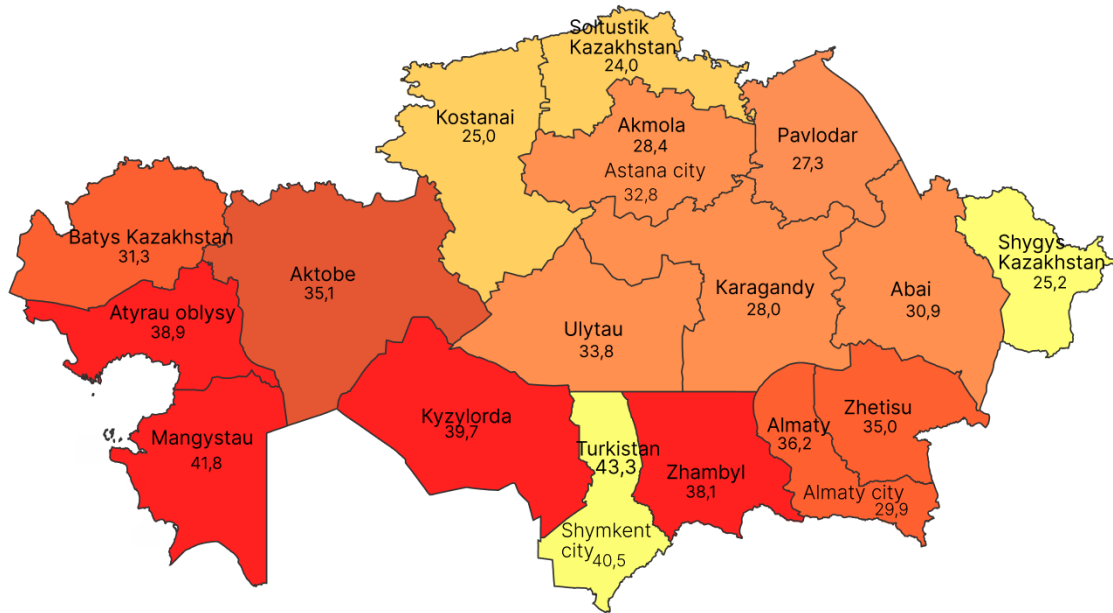 Soltustik
Kazakhstan
24,0
Kostanai
25,0
Akmola
28,4
Astana city
32,8
Pavlodar
27,3
Batys Kazakhstan
31,3
Aktobe
35,1
Atyrau oblysy
38,9
Ulytau
33,8
Karagandy
28,0
Abai
30,9
Shygys
Kazakhstan
25,2
Mangystau
41,8
Kyzylorda
39,7
Turkistan
43,3
Zhambyl
38,1
Almaty
36,2
Zhetisu
35,0
Almaty city
29,9
Shymkent
city 40,5